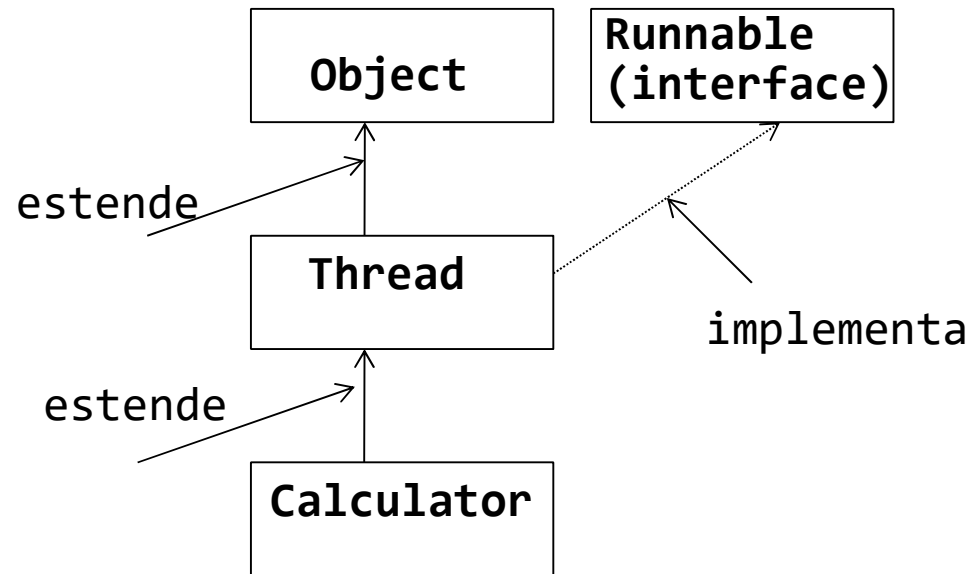 Object
Runnable
(interface)
estende
Thread
implementa
estende
Calculator